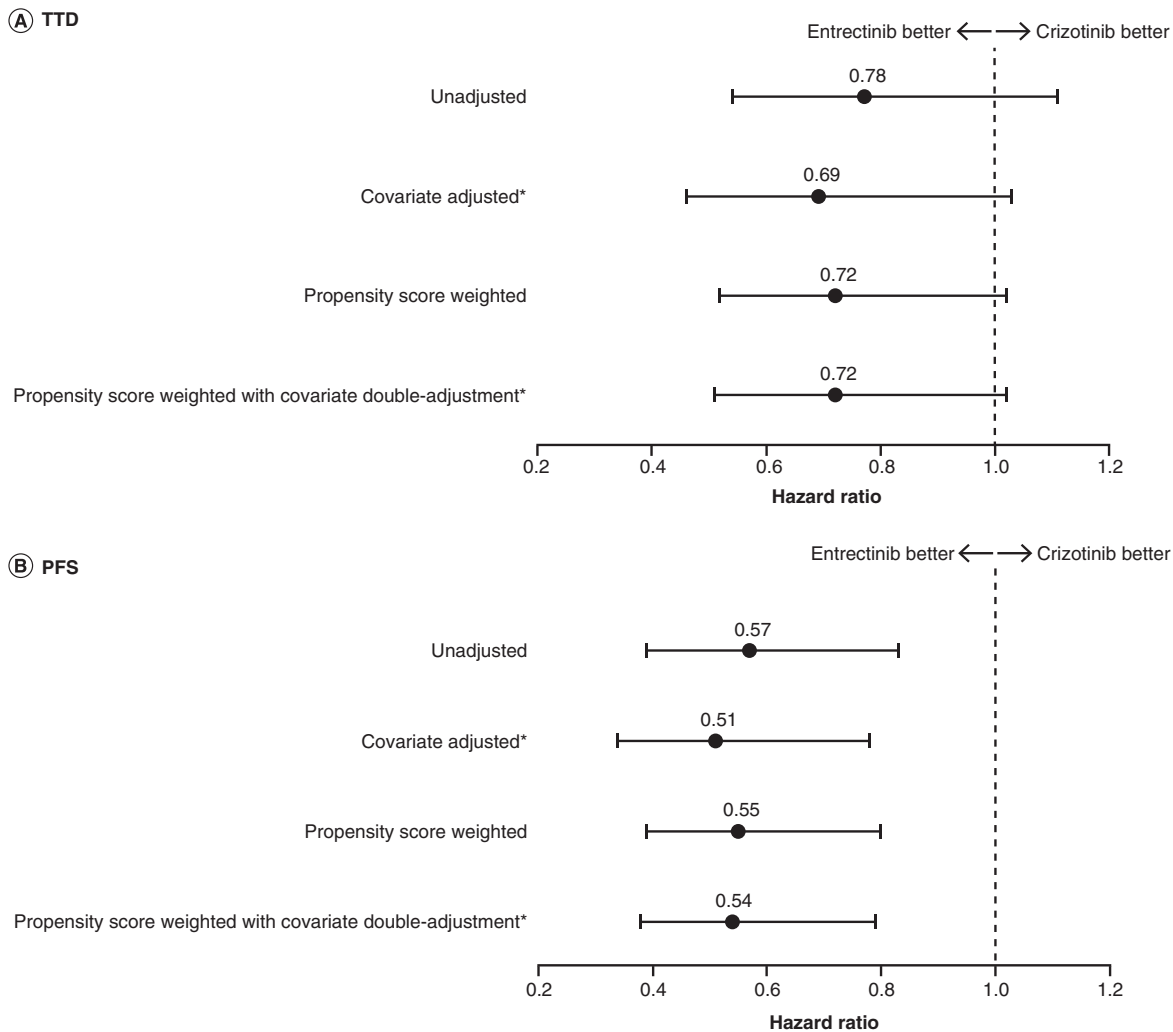 A TTD
Entrectinib better Crizotinib better
Unadjusted
0.78
Covariate adjusted*
0.69
Propensity score weighted
0.72
Propensity score weighted with covariate double-adjustment*
0.72
0.2 0.4 0.6 0.8 1.0 1.2
Hazard ratio
B PFS
Entrectinib better Crizotinib better
Unadjusted
0.57
Covariate adjusted*
0.51
Propensity score weighted
0.55
Propensity score weighted with covariate double-adjustment*
0.54
0.2 0.4 0.6 0.8 1.0 1.2
Hazard ratio